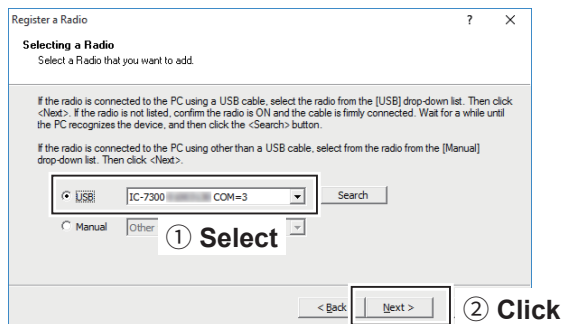 Register a Radio ? ×
Selecting a Radio
Select a Radio that you want to add.
If the radio is connected to the PC using a USB cable, select the radio from the [USB] drop-down list. Then click
<Next>. If the radio is not listed, confirm the radio is ON and the cable is firmly connected. Wait for a while until
the PC recognizes the device, and then click the <Search> button.
If the radio is connected to the PC using other than a USB cable, select from the radio from the [Manual]
drop-down list. Then click <Next>.
USB IC-7300 COM=3 Search
Manual Other
① Select
< Back Next > ② Click